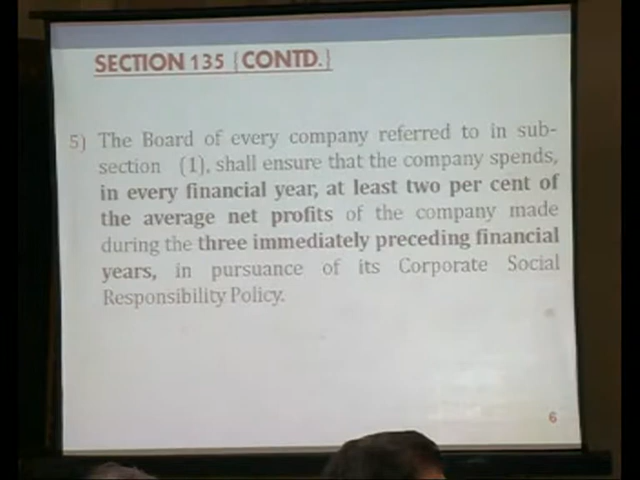 SECTION 135 {CONTD.}
5) The Board of every company referred to in sub-
section (1), shall ensure that the company spends,
in every financial year, at least two per cent of
the average net profits of the company made
during the three immediately preceding financial
years, in pursuance of its Corporate Social
Responsibility Policy.
6